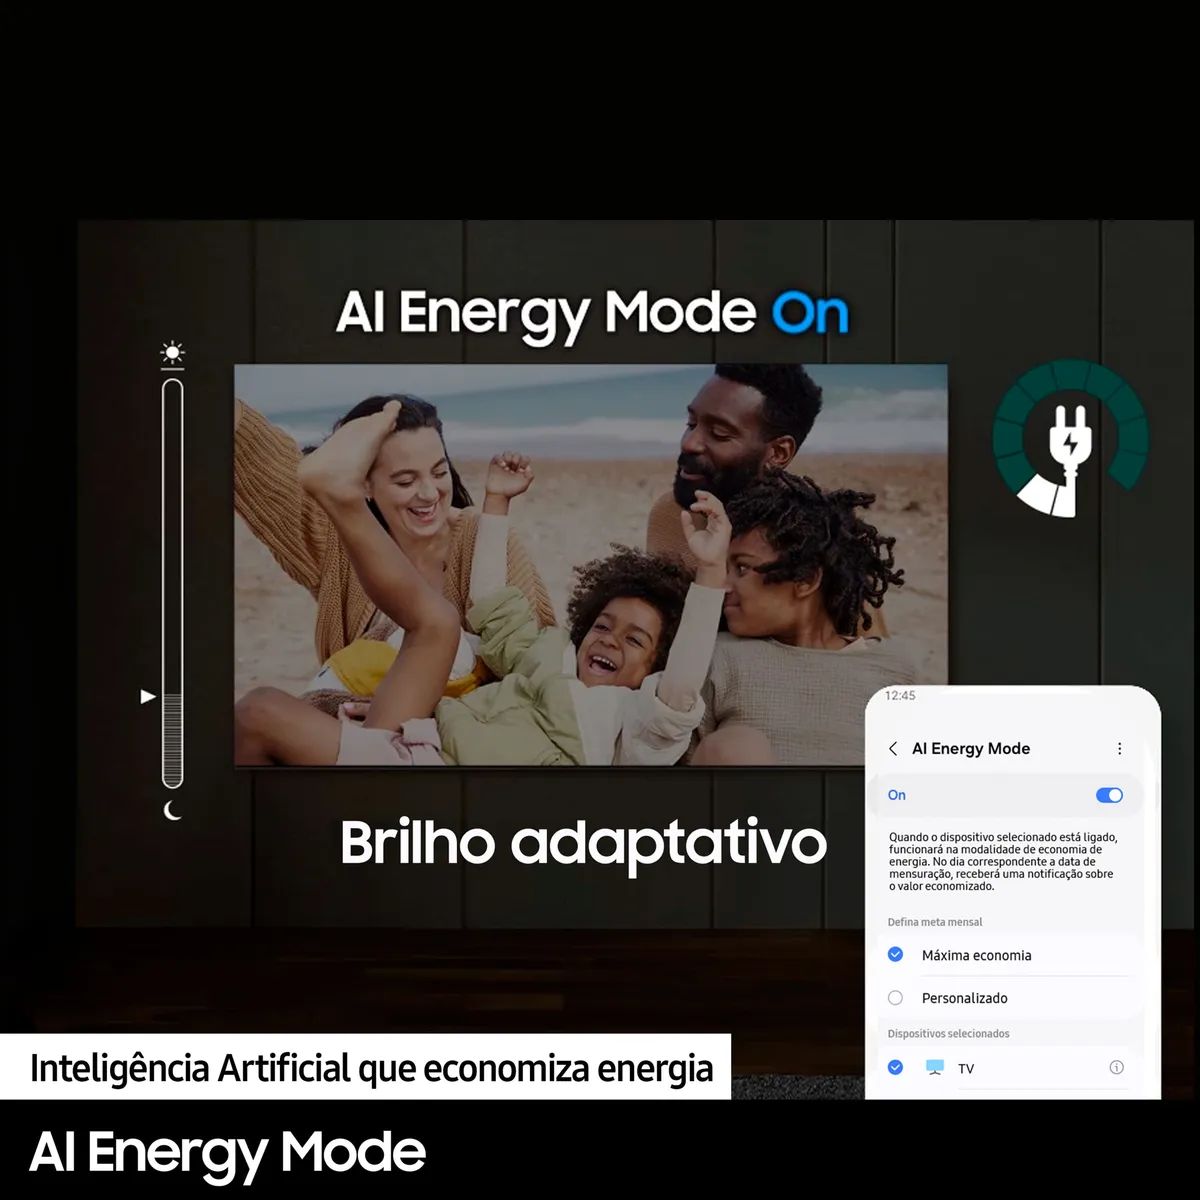 AI Energy Mode On
Brilho adaptativo
12:45
AI Energy Mode
On
Quando o dispositivo selecionado está ligado,
funcionará na modalidade de economia de
energia. No dia correspondente a data de
mensuração, receberá uma notificação sobre
o valor economizado.
Defina meta mensal
Máxima economia
Personalizado
Dispositivos selecionados
TV
Inteligência Artificial que economiza energia
AI Energy Mode